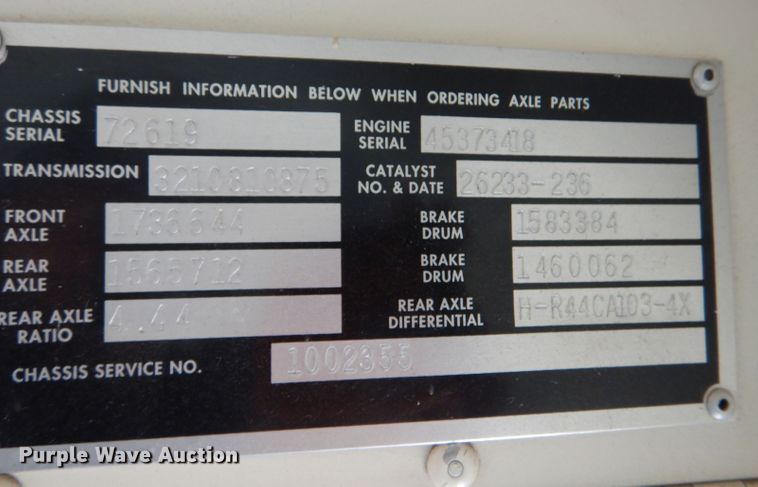 FURNISH INFORMATION BELOW WHEN ORDERING AXLE PARTS
CHASSIS SERIAL 72619 ENGINE SERIAL 45373418
TRANSMISSION 3210810875 CATALYST NO. & DATE 26233-236
FRONT AXLE 1736644 BRAKE DRUM 1583384
REAR AXLE 1565712 BRAKE DRUM 1460062
REAR AXLE RATIO 4.44 REAR AXLE DIFFERENTIAL H-R44CA103-4X
CHASSIS SERVICE NO. 1002355
Purple Wave Auction